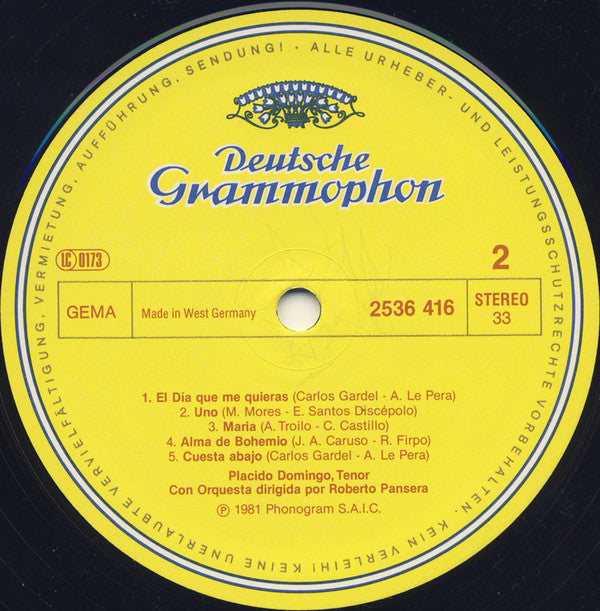 Deutsche
Grammophon
LC 0173
2
GEMA
Made in West Germany
2536 416
STEREO
33
1. El Día que me quieras (Carlos Gardel - A. Le Pera)
2. Uno (M. Mores - E. Santos Discépolo)
3. Maria (A. Troilo - C. Castillo)
4. Alma de Bohemio (J. A. Caruso - R. Firpo)
5. Cuesta abajo (Carlos Gardel - A. Le Pera)
Placido Domingo, Tenor
Con Orquesta dirigida por Roberto Pansera
Ⓟ 1981 Phonogram S.A.I.C.
ALLE URHEBER- UND LEISTUNGSSCHUTZRECHTE VORBEHALTEN. KEIN VERLEIH! KEINE UNERLAUBTE VERVIELFÄLTIGUNG, VERMIETUNG, AUFFÜHRUNG, SENDUNG! ·